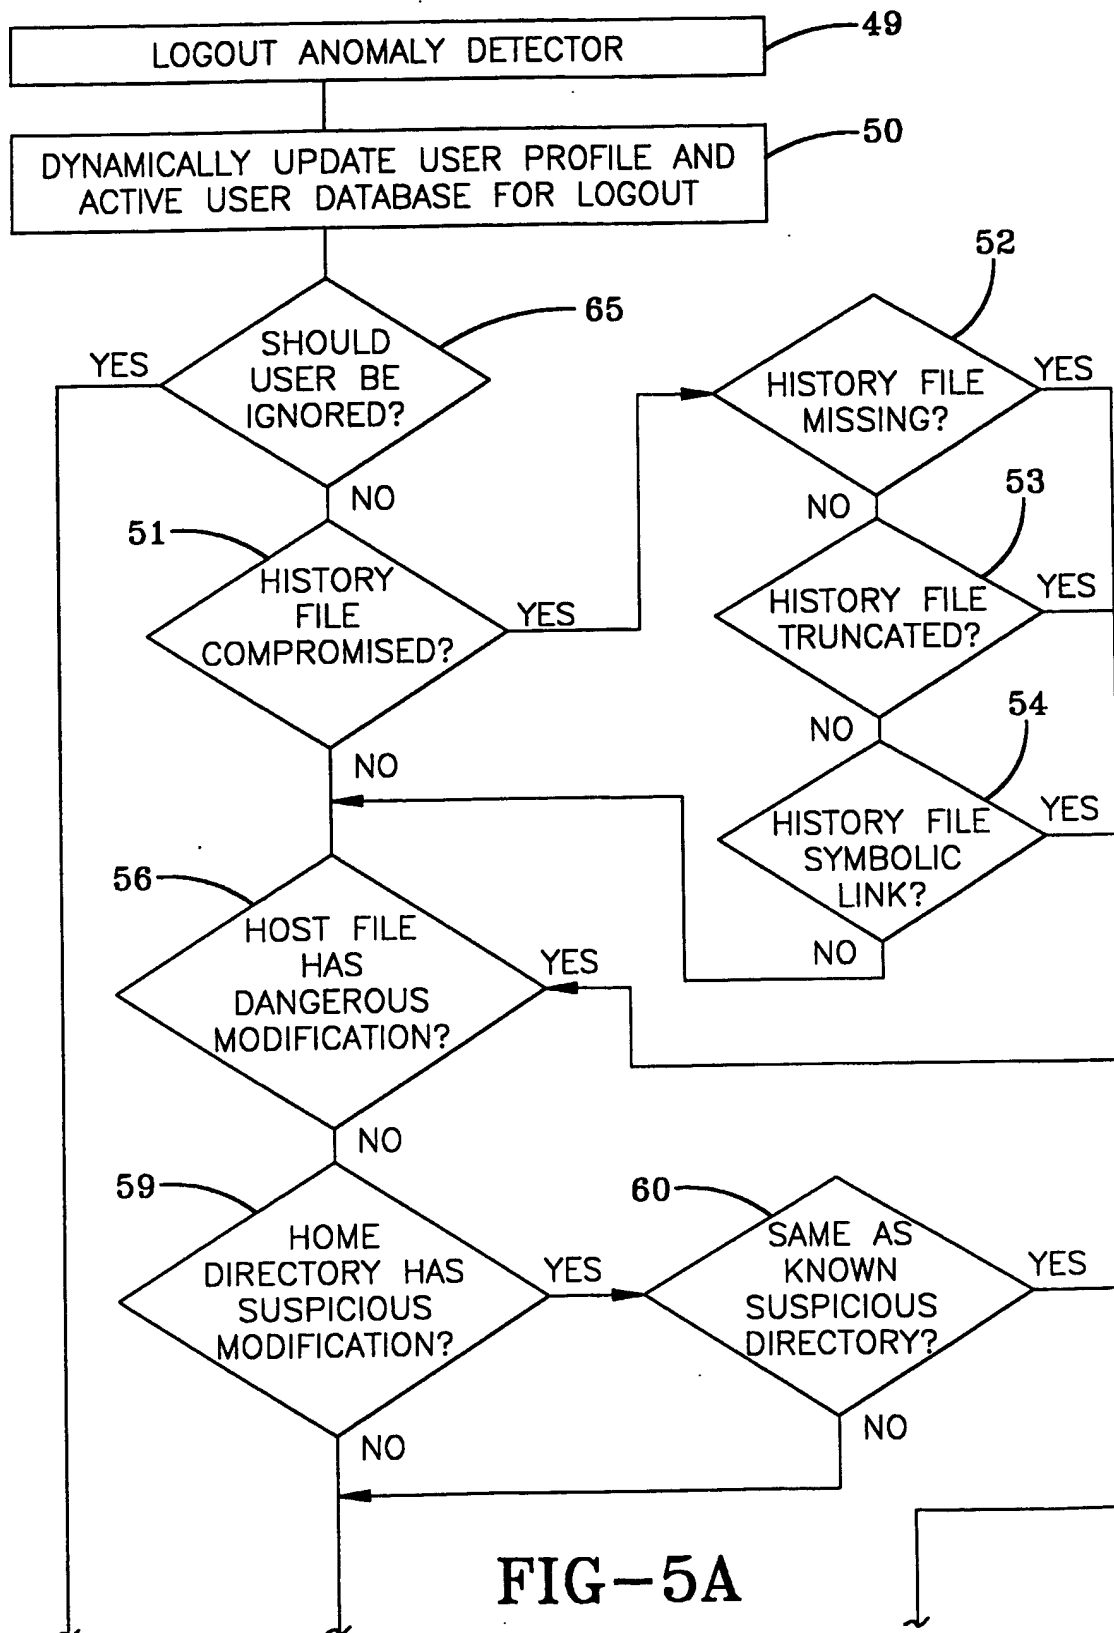 49
LOGOUT ANOMALY DETECTOR
50
DYNAMICALLY UPDATE USER PROFILE AND
ACTIVE USER DATABASE FOR LOGOUT
65
SHOULD
USER BE
IGNORED?
YES
NO
51
HISTORY
FILE
COMPROMISED?
YES
NO
52
HISTORY FILE
MISSING?
YES
NO
53
HISTORY FILE
TRUNCATED?
YES
NO
54
HISTORY FILE
SYMBOLIC
LINK?
YES
NO
56
HOST FILE
HAS
DANGEROUS
MODIFICATION?
YES
NO
59
HOME
DIRECTORY HAS
SUSPICIOUS
MODIFICATION?
YES
NO
60
SAME AS
KNOWN
SUSPICIOUS
DIRECTORY?
YES
NO
FIG-5A